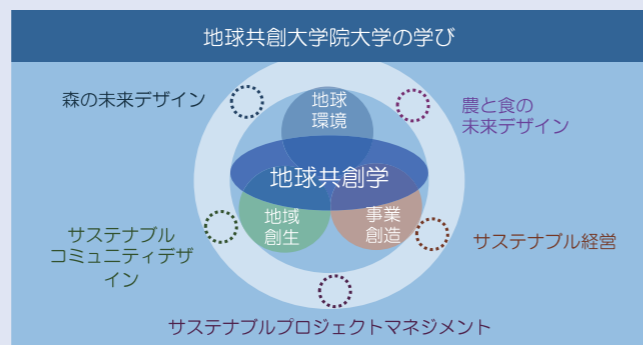 地球共創大学院大学の学び
森の未来デザイン
地球
環境
農と食の
未来デザイン
地球共創学
サステナブル
コミュニティデザ
イン
地域
創生
事業
創造
サステナブル経営
サステナブルプロジェクトマネジメント